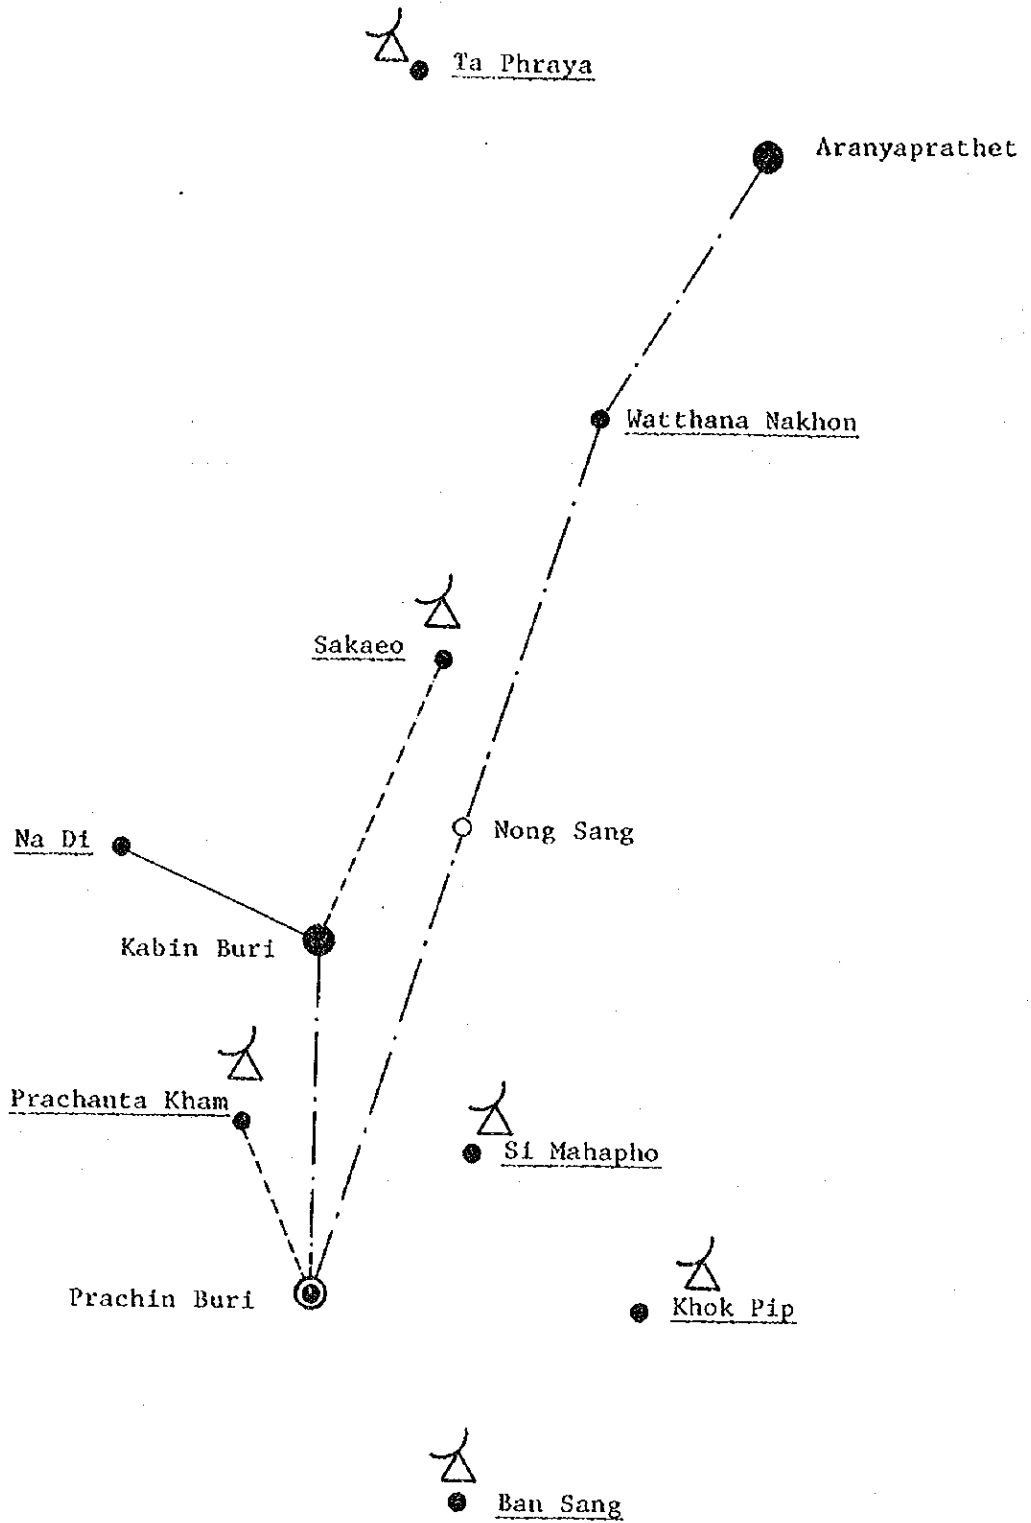 Ta Phraya
Aranyaprathet
Watthana Nakhon
Sakaeo
Nong Sang
Na Di
Kabin Buri
Prachanta Kham
Si Mahapho
Prachin Buri
Khok Pip
Ban Sang